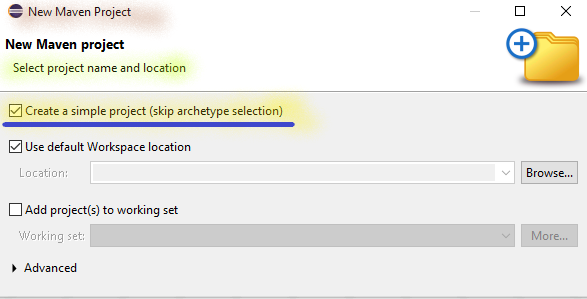 New Maven Project
New Maven project
Select project name and location
Create a simple project (skip archetype selection)
Use default Workspace location
Location:
Browse...
Add project(s) to working set
Working set:
More...
Advanced